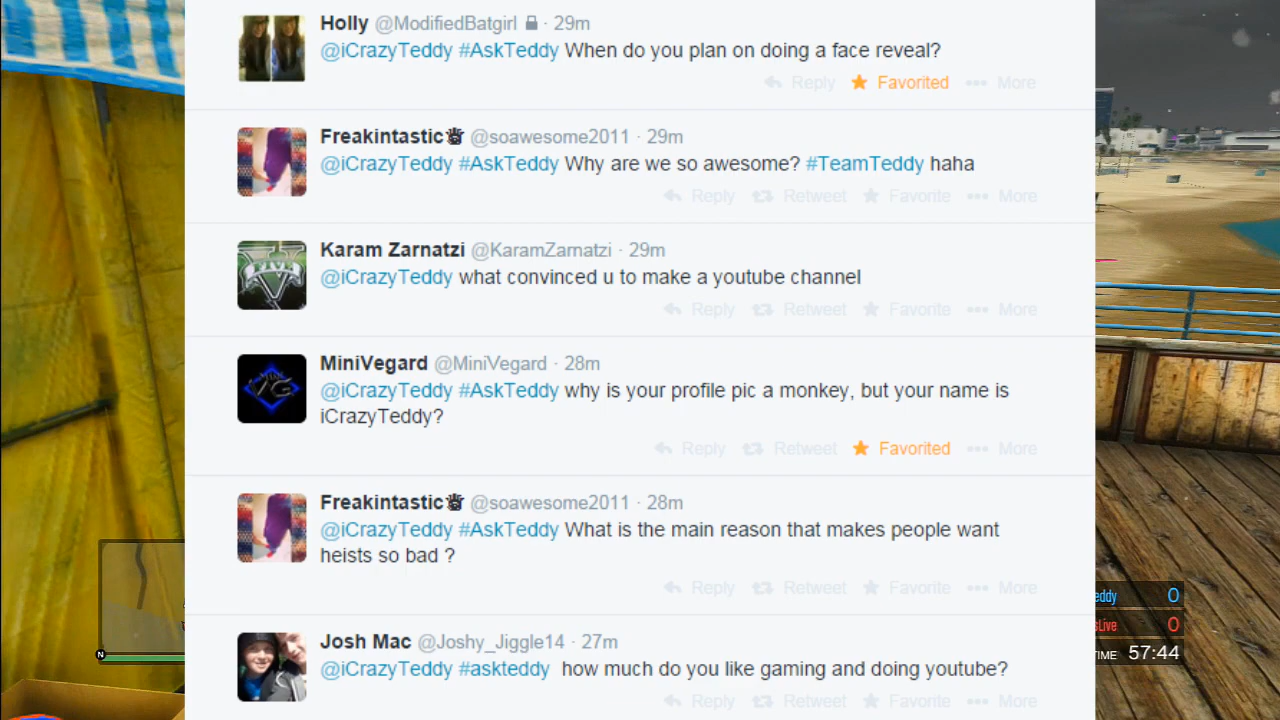 Holly @ModifiedBatgirl · 29m
@iCrazyTeddy #AskTeddy When do you plan on doing a face reveal?
Reply Favorited ••• More
Freakintastic @soawesome2011 · 29m
@iCrazyTeddy #AskTeddy Why are we so awesome? #TeamTeddy haha
Reply Retweet Favorite ••• More
Karam Zarnatzi @KaramZarnatzi · 29m
@iCrazyTeddy what convinced u to make a youtube channel
FIVE
Reply Retweet Favorite ••• More
MiniVegard @MiniVegard · 28m
@iCrazyTeddy #AskTeddy why is your profile pic a monkey, but your name is
iCrazyTeddy?
Reply Retweet Favorited ••• More
Freakintastic @soawesome2011 · 28m
@iCrazyTeddy #AskTeddy What is the main reason that makes people want
heists so bad ?
Reply Retweet Favorite ••• More
eddy 0
sLive 0
TIME 57:44
N
Josh Mac @Joshy_Jiggle14 · 27m
@iCrazyTeddy #askteddy how much do you like gaming and doing youtube?
Reply Retweet Favorite ••• More